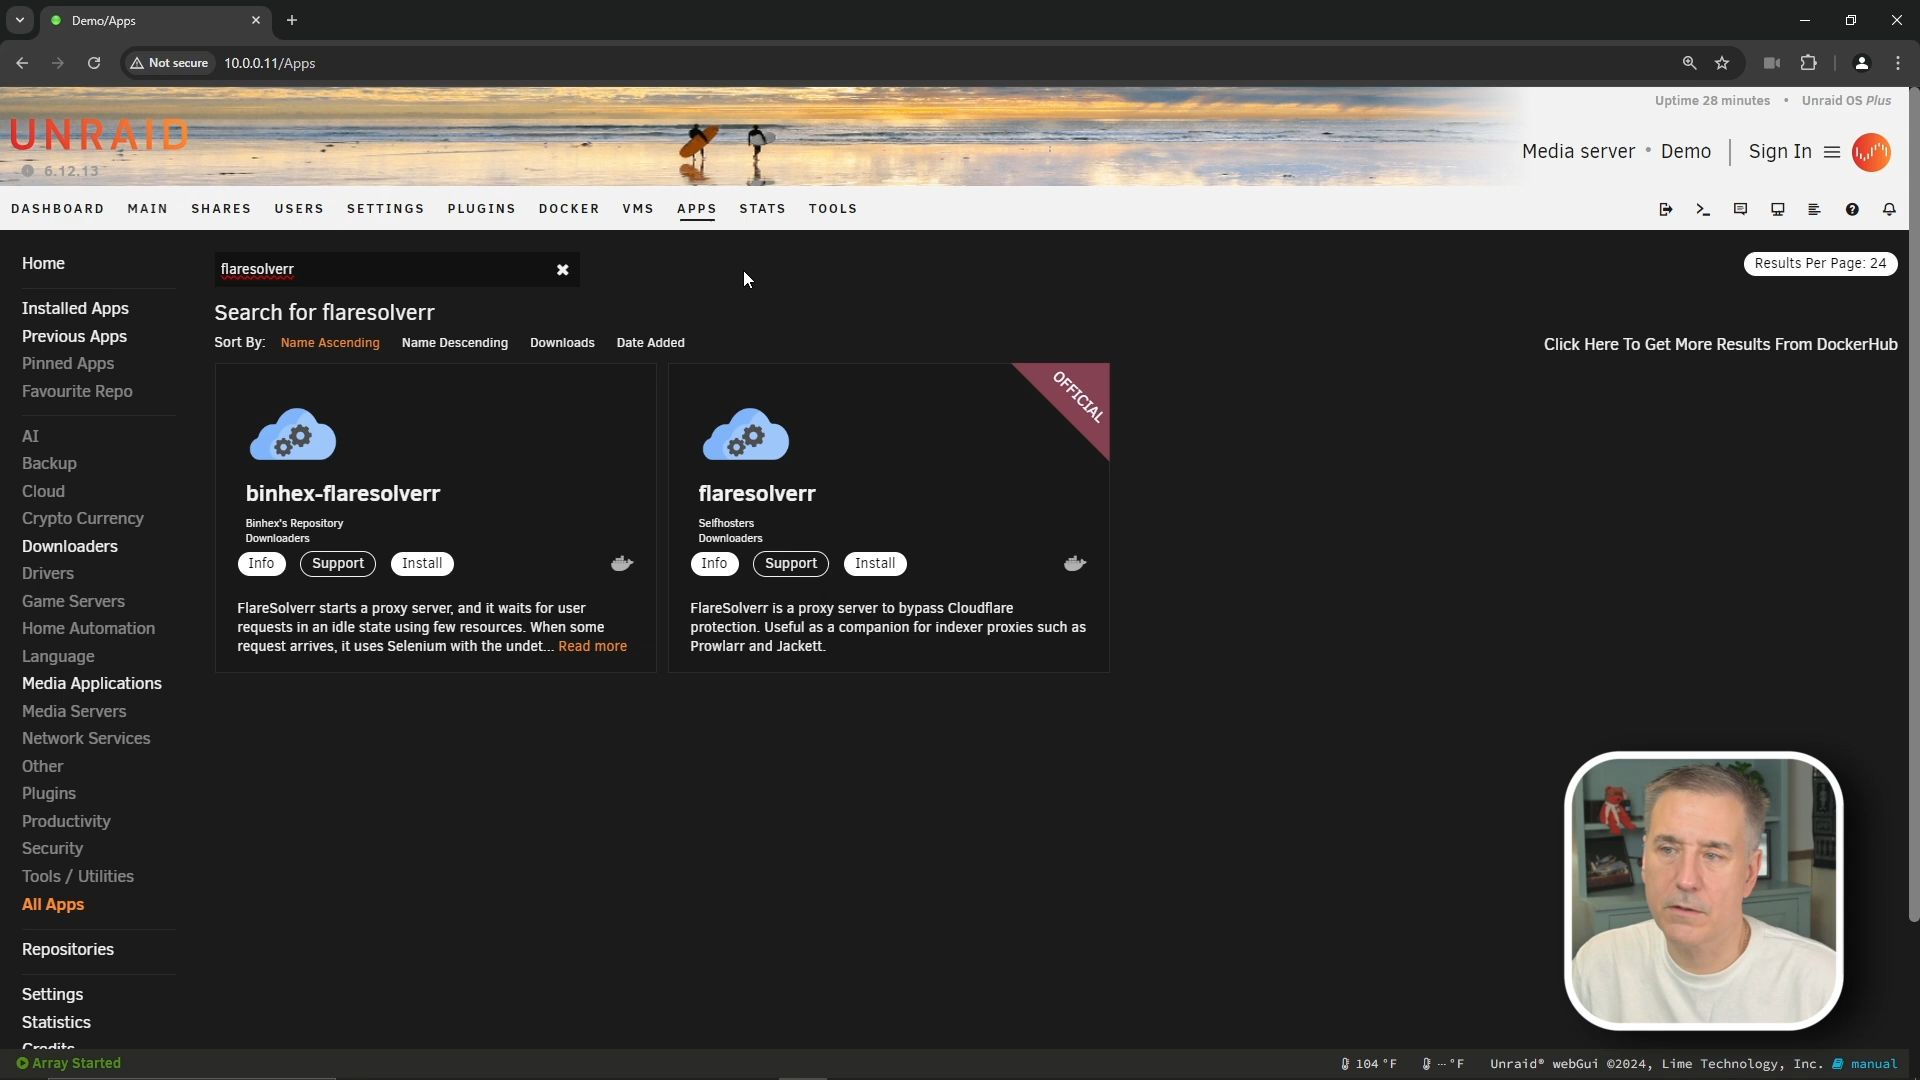 Demo/Apps
Not secure
10.0.0.11/Apps
Uptime 28 minutes • Unraid OS Plus
UNRAID
6.12.13
Media server • Demo
Sign In
DASHBOARD MAIN SHARES USERS SETTINGS PLUGINS DOCKER VMS APPS STATS TOOLS
Home
flaresolverr
Results Per Page: 24
Installed Apps
Previous Apps
Pinned Apps
Favourite Repo
Search for flaresolverr
Sort By: Name Ascending Name Descending Downloads Date Added
Click Here To Get More Results From DockerHub
AI
Backup
Cloud
Crypto Currency
Downloaders
Drivers
Game Servers
Home Automation
Language
Media Applications
Media Servers
Network Services
Other
Plugins
Productivity
Security
Tools / Utilities
All Apps
Repositories
Settings
Statistics
Credits
binhex-flaresolverr
Binhex's Repository
Downloaders
Info Support Install
FlareSolverr starts a proxy server, and it waits for user
requests in an idle state using few resources. When some
request arrives, it uses Selenium with the undet... Read more
OFFICIAL
flaresolverr
Selfhosters
Downloaders
Info Support Install
FlareSolverr is a proxy server to bypass Cloudflare
protection. Useful as a companion for indexer proxies such as
Prowlarr and Jackett.
Array Started
104 °F
-- °F
Unraid® webGui ©2024, Lime Technology, Inc.
manual